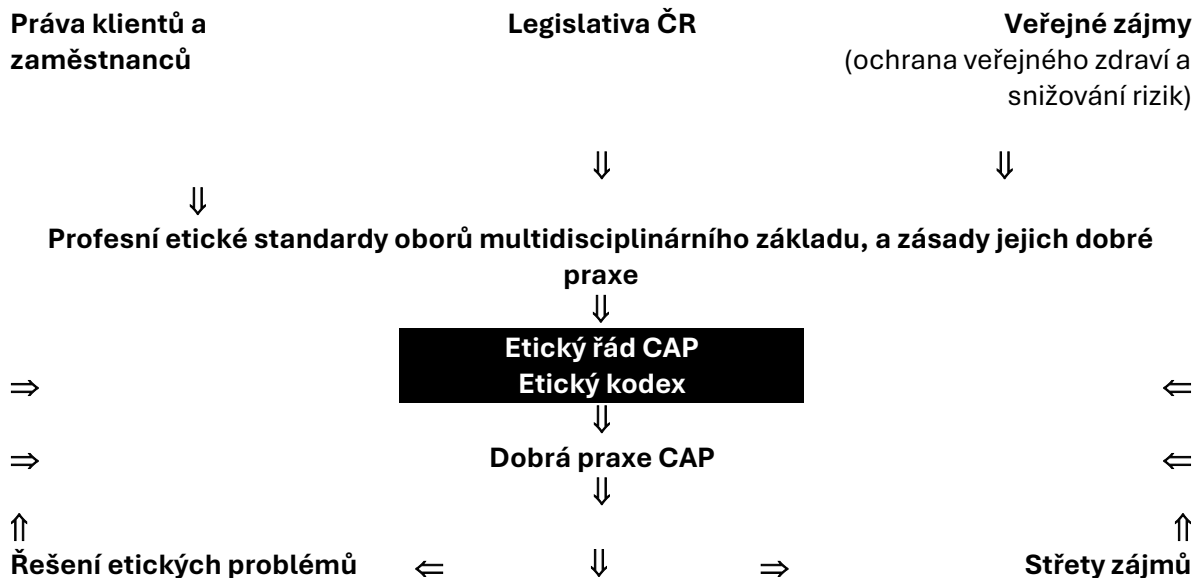 Práva klientů a
zaměstnanců
Legislativa ČR
Veřejné zájmy
(ochrana veřejného zdraví a
snižování rizik)
⇓ ⇓
⇓
Profesní etické standardy oborů multidisciplinárního základu, a zásady jejich dobré
praxe
⇓
Etický řád CAP
⇒ Etický kodex ⇐
⇓
⇒ Dobrá praxe CAP ⇐
⇓
⇑ ⇑
Řešení etických problémů ⇐ ⇓ ⇒ Střety zájmů